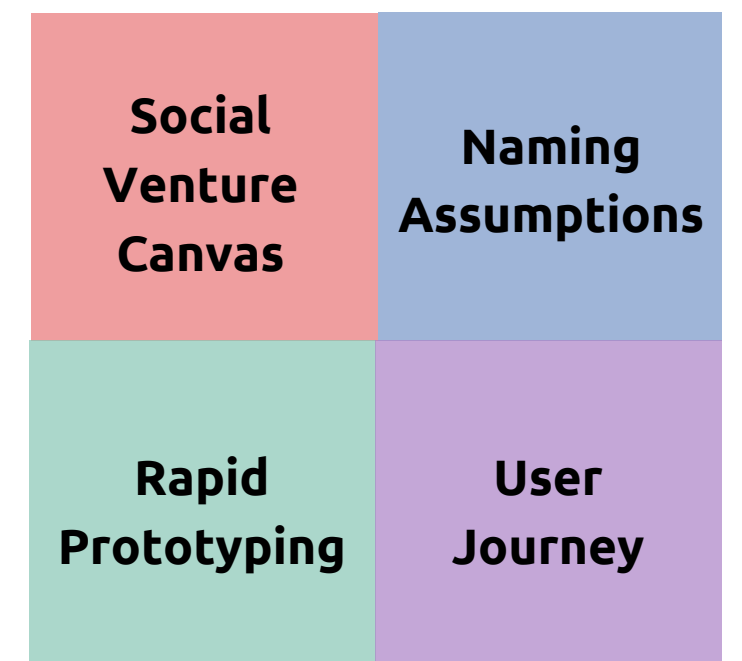 Social
Venture
Canvas
Naming
Assumptions
Rapid
Prototyping
User
Journey